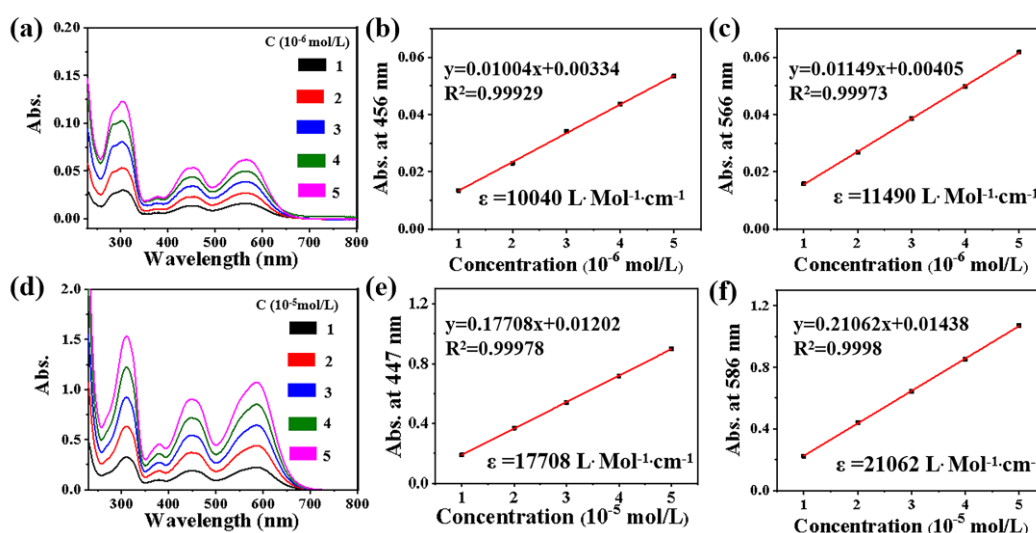 (a)
C (10⁻⁶ mol/L)
1
2
3
4
5
Abs.
0.20
0.15
0.10
0.05
0.00
300 400 500 600 700 800
Wavelength (nm)
(b)
y=0.01004x+0.00334
R²=0.99929
ε =10040 L· Mol⁻¹·cm⁻¹
Abs. at 456 nm
0.06
0.04
0.02
0.00
1 2 3 4 5
Concentration (10⁻⁶ mol/L)
(c)
y=0.01149x+0.00405
R²=0.99973
ε =11490 L· Mol⁻¹·cm⁻¹
Abs. at 566 nm
0.06
0.04
0.02
0.00
1 2 3 4 5
Concentration (10⁻⁶ mol/L)
(d)
C (10⁻⁵mol/L)
1
2
3
4
5
Abs.
2.0
1.5
1.0
0.5
0.0
300 400 500 600 700 800
Wavelength (nm)
(e)
y=0.17708x+0.01202
R²=0.99978
ε =17708 L· Mol⁻¹·cm⁻¹
Abs. at 447 nm
1.2
0.8
0.4
0.0
1 2 3 4 5
Concentration (10⁻⁵ mol/L)
(f)
y=0.21062x+0.01438
R²=0.9998
ε =21062 L· Mol⁻¹·cm⁻¹
Abs. at 586 nm
1.2
0.9
0.6
0.3
0.0
1 2 3 4 5
Concentration (10⁻⁵ mol/L)